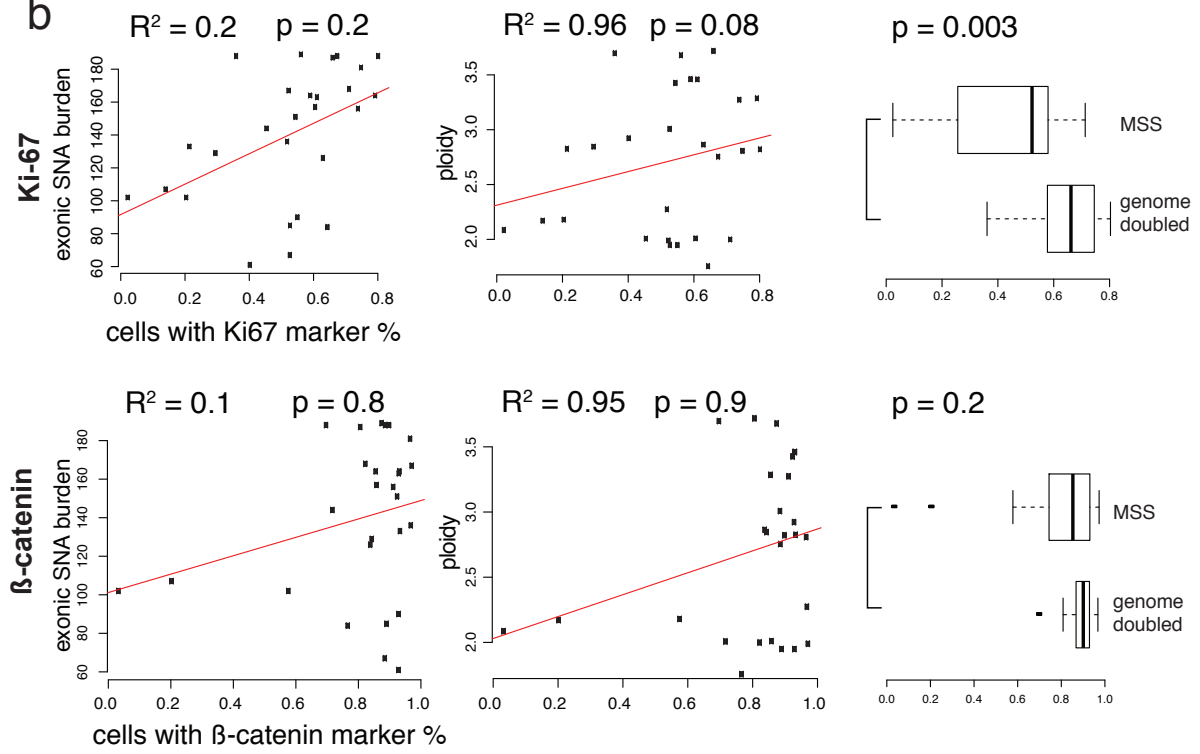 b
R² = 0.2 p = 0.2
R² = 0.96 p = 0.08
p = 0.003
Ki-67
exonic SNA burden
60 80 100 120 140 160 180
0.0 0.2 0.4 0.6 0.8
cells with Ki67 marker %
ploidy
2.0 2.5 3.0 3.5
0.0 0.2 0.4 0.6 0.8
MSS
genome
doubled
0.0 0.2 0.4 0.6 0.8
R² = 0.1 p = 0.8
R² = 0.95 p = 0.9
p = 0.2
ß-catenin
exonic SNA burden
60 80 100 120 140 160 180
0.0 0.2 0.4 0.6 0.8 1.0
cells with ß-catenin marker %
ploidy
2.0 2.5 3.0 3.5
0.0 0.2 0.4 0.6 0.8 1.0
MSS
genome
doubled
0.0 0.2 0.4 0.6 0.8 1.0